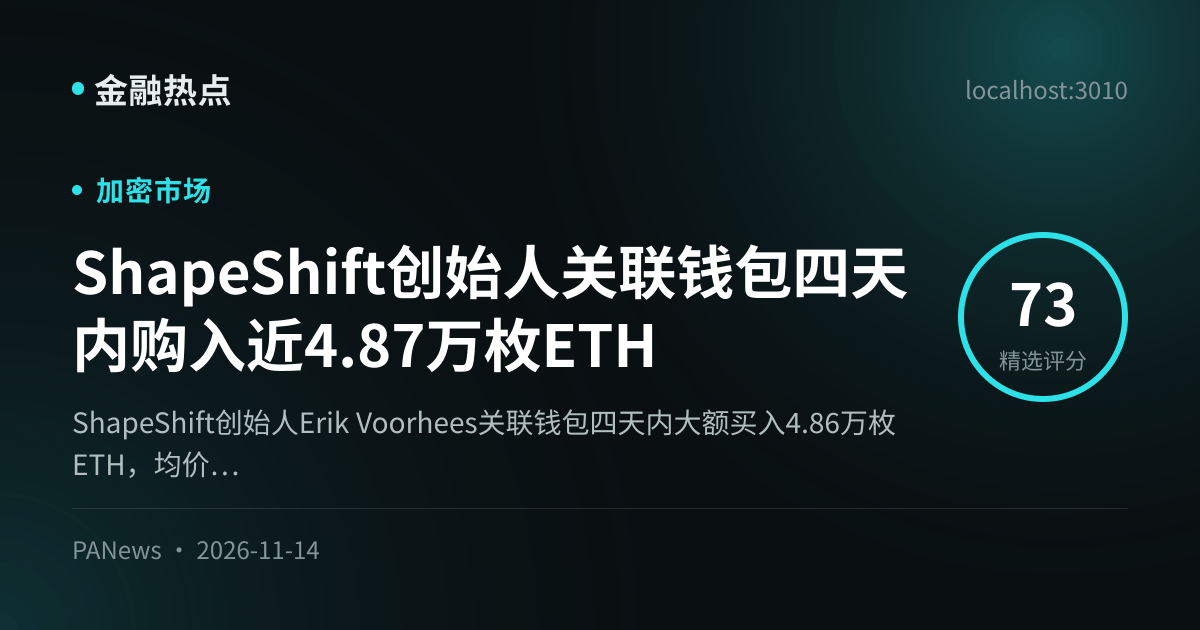 金融热点
localhost:3010
加密市场
ShapeShift创始人关联钱包四天
内购入近4.87万枚ETH
73
精选评分
ShapeShift创始人Erik Voorhees关联钱包四天内大额买入4.86万枚
ETH，均价…
PANews • 2026-11-14